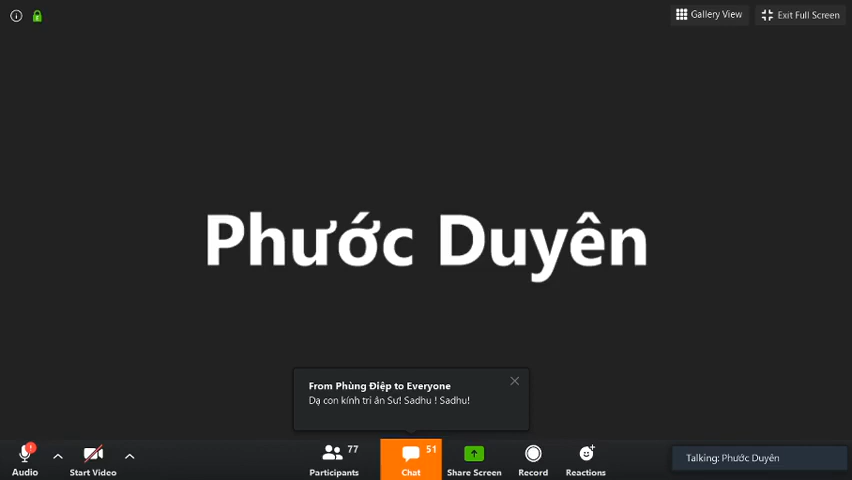 Gallery View
Exit Full Screen
Phước Duyên
From Phùng Điệp to Everyone
Dạ con kính tri ân Sư! Sadhu ! Sadhu!
77
51
Audio
Start Video
Participants
Chat
Share Screen
Record
Reactions
Talking: Phước Duyên